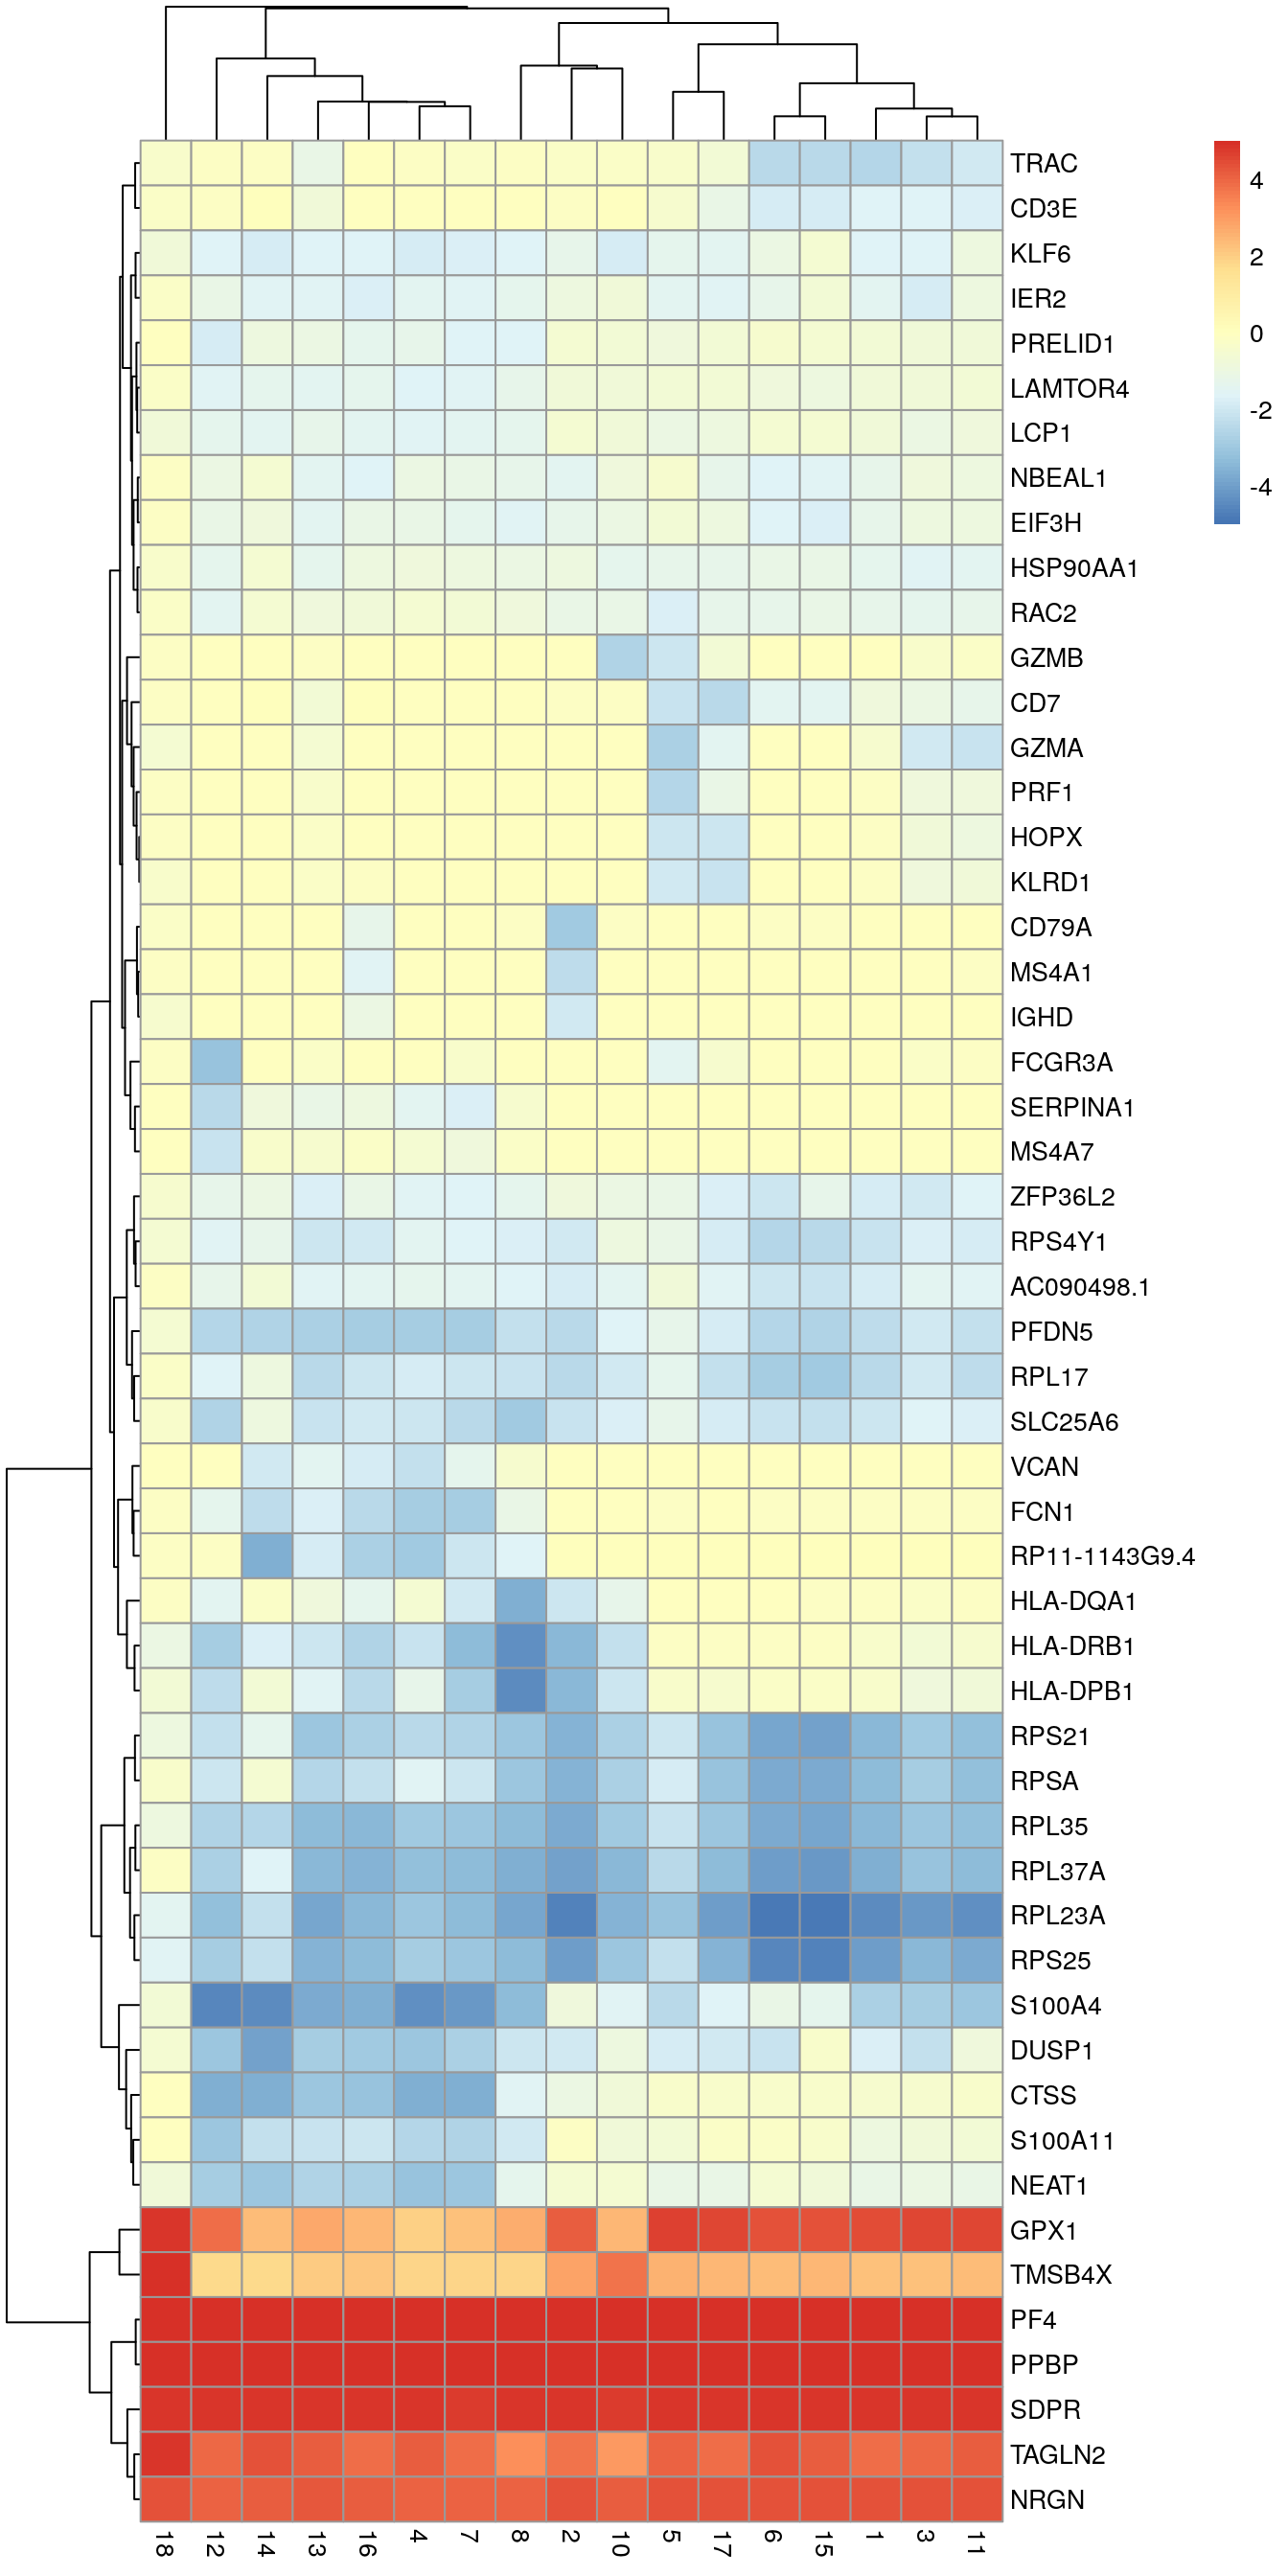 TRAC
CD3E
KLF6
IER2
PRELID1
LAMTOR4
LCP1
NBEAL1
EIF3H
HSP90AA1
RAC2
GZMB
CD7
GZMA
PRF1
HOPX
KLRD1
CD79A
MS4A1
IGHD
FCGR3A
SERPINA1
MS4A7
ZFP36L2
RPS4Y1
AC090498.1
PFDN5
RPL17
SLC25A6
VCAN
FCN1
RP11-1143G9.4
HLA-DQA1
HLA-DRB1
HLA-DPB1
RPS21
RPSA
RPL35
RPL37A
RPL23A
RPS25
S100A4
DUSP1
CTSS
S100A11
NEAT1
GPX1
TMSB4X
PF4
PPBP
SDPR
TAGLN2
NRGN
18 12 14 13 16 4 7 8 2 10 5 17 6 15 1 3 11
4
2
0
-2
-4